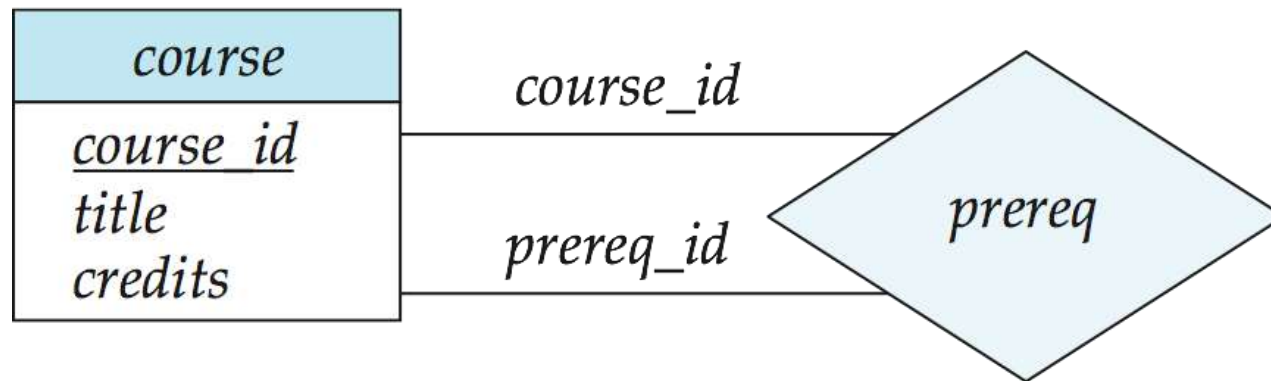 course
course_id
title
credits
course_id
prereq_id
prereq